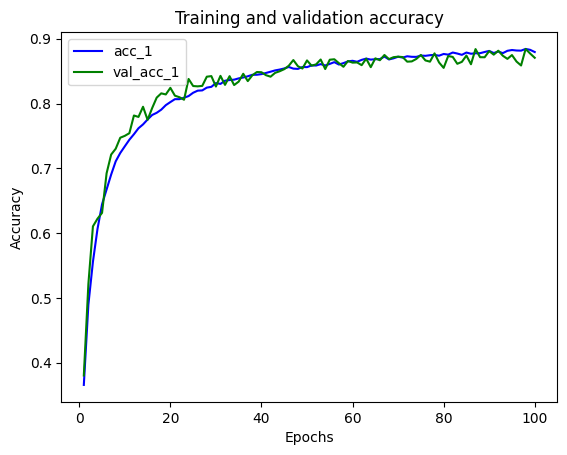 Training and validation accuracy
acc_1
val_acc_1
0.9
0.8
0.7
0.6
0.5
0.4
Accuracy
0 20 40 60 80 100
Epochs